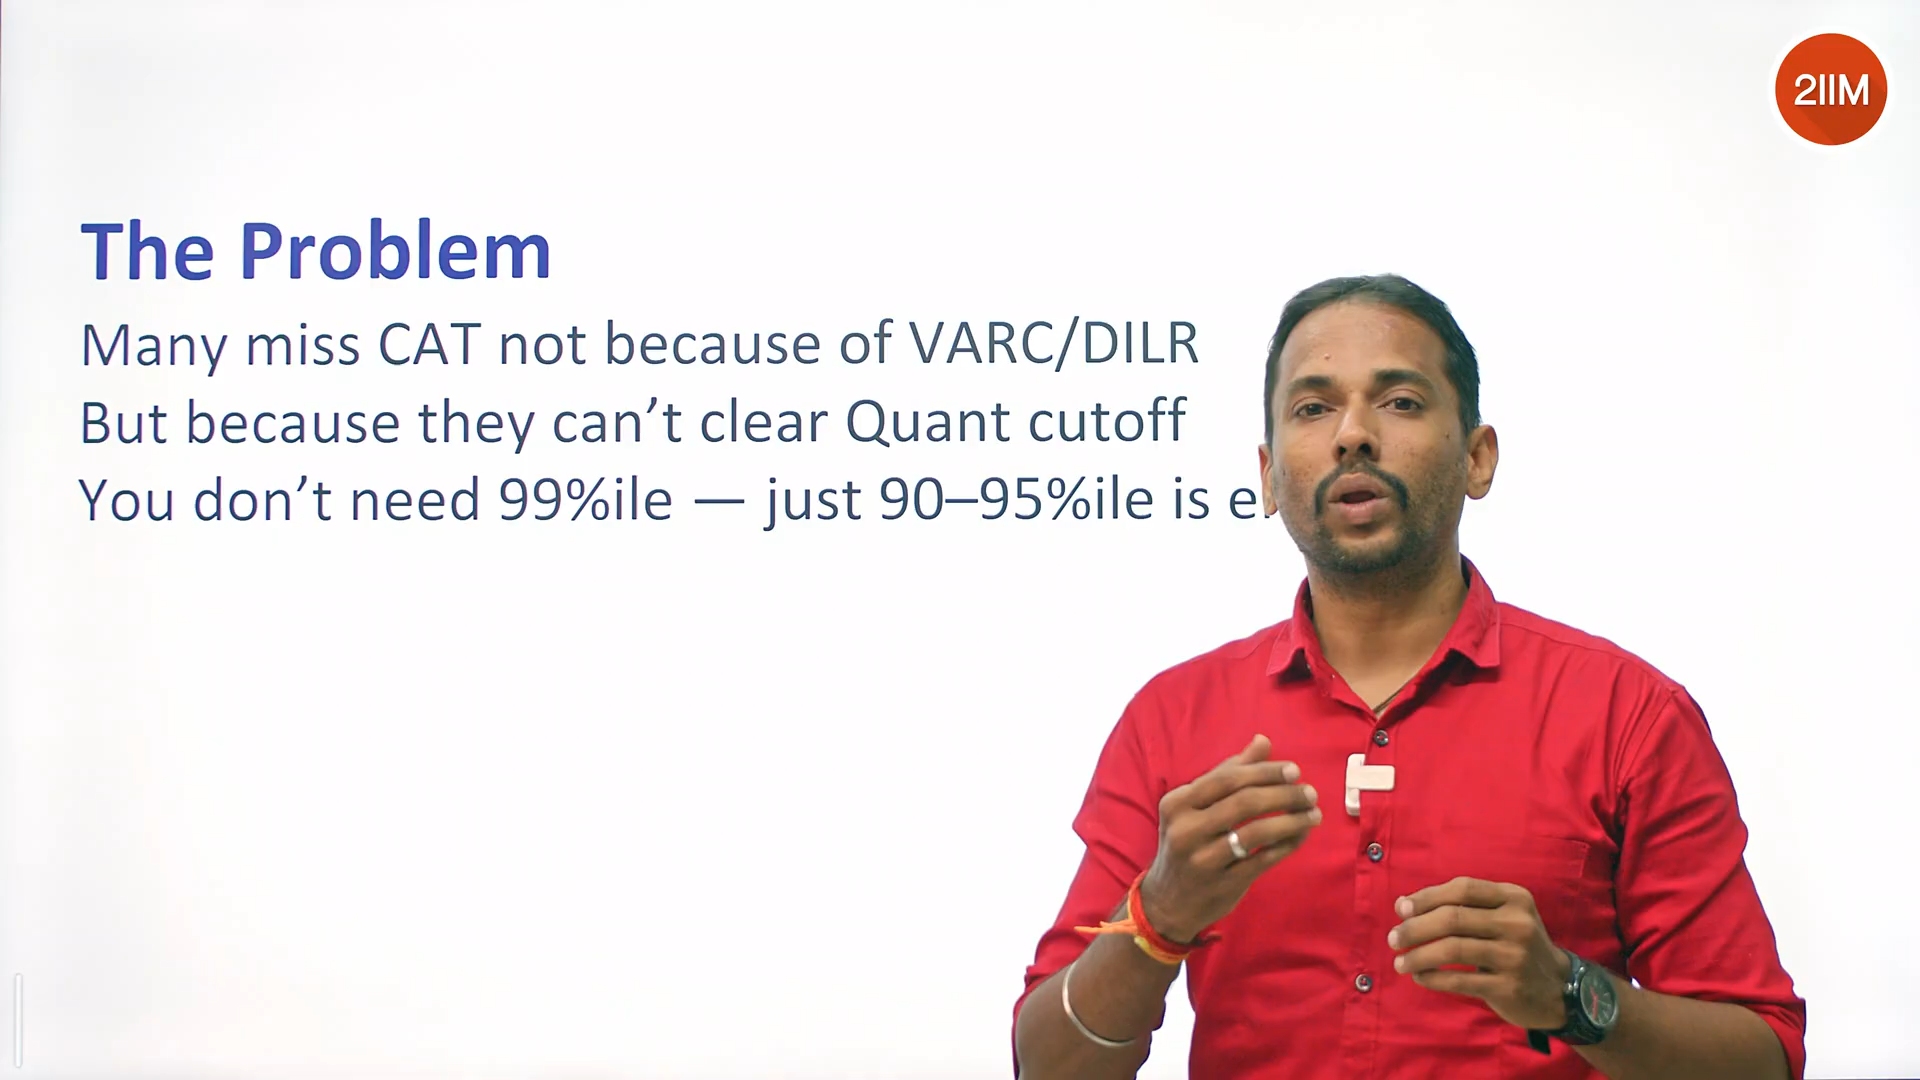 2IIM
The Problem
Many miss CAT not because of VARC/DILR
But because they can’t clear Quant cutoff
You don’t need 99%ile — just 90–95%ile is